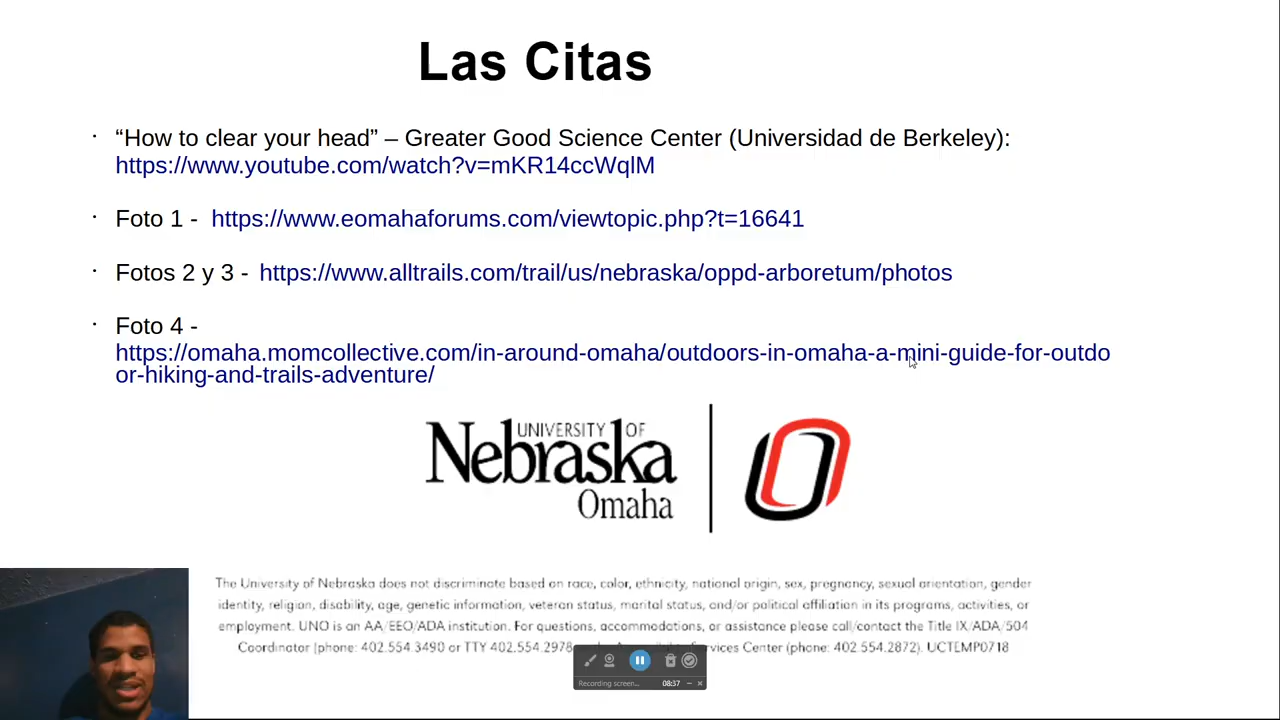 Las Citas
· “How to clear your head” – Greater Good Science Center (Universidad de Berkeley):
https://www.youtube.com/watch?v=mKR14ccWqlM
· Foto 1 - https://www.eomahaforums.com/viewtopic.php?t=16641
· Fotos 2 y 3 - https://www.alltrails.com/trail/us/nebraska/oppd-arboretum/photos
· Foto 4 -
https://omaha.momcollective.com/in-around-omaha/outdoors-in-omaha-a-mini-guide-for-outdo
or-hiking-and-trails-adventure/
UNIVERSITY OF
Nebraska
Omaha
O
The University of Nebraska does not discriminate based on race, color, ethnicity, national origin, sex, pregnancy, sexual orientation, gender
identity, religion, disability, age, genetic information, veteran status, marital status, and/or political affiliation in its programs, activities, or
employment. UNO is an AA/EEO/ADA institution. For questions, accommodations, or assistance please call/contact the Title IX/ADA/504
Coordinator (phone: 402.554.3490 or TTY 402.554.2978 Services Center (phone: 402.554.2872). UCTEMP0718
Recording screen... 08:37